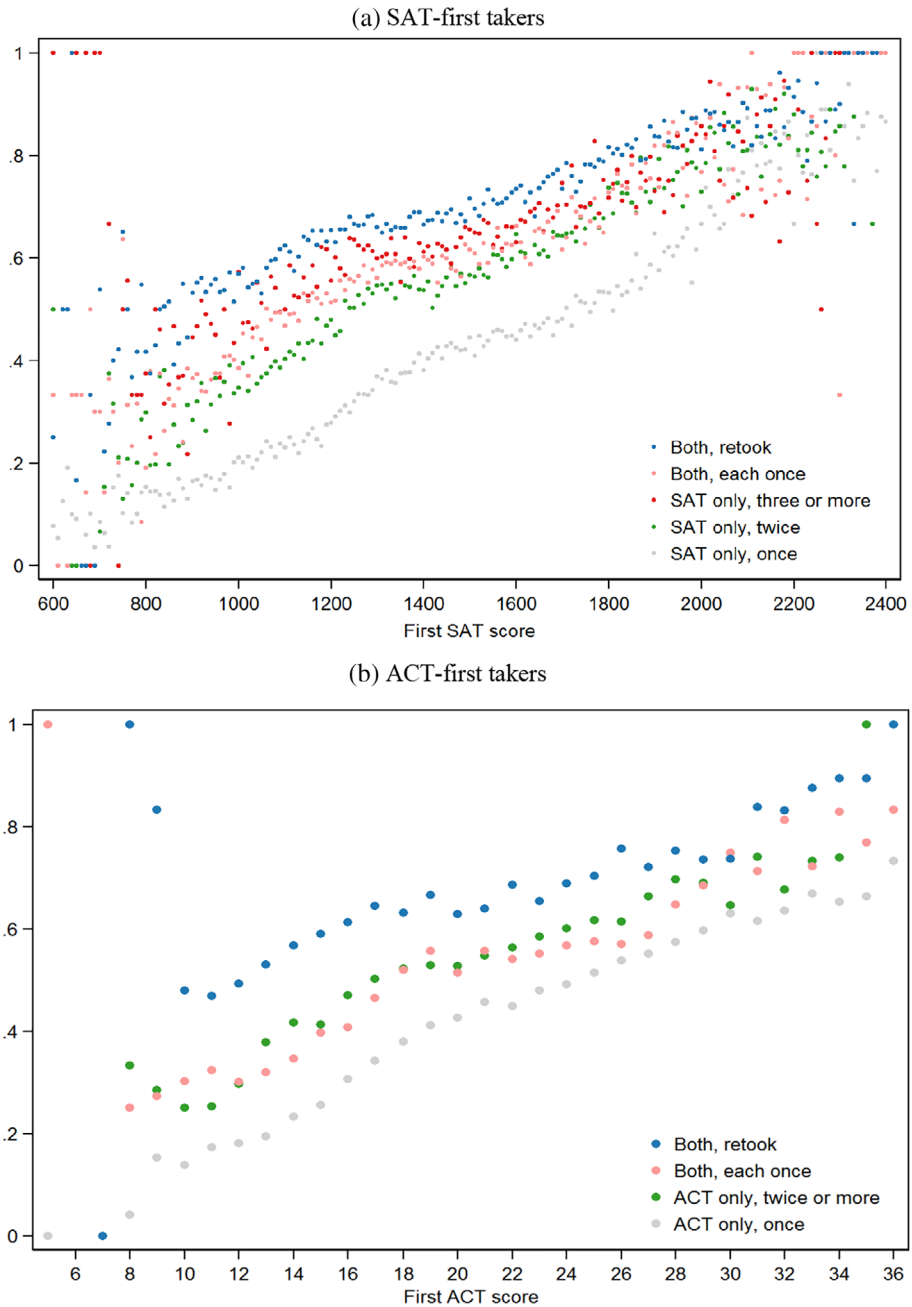 (a) SAT-first takers
1
.8
.6
.4
.2
0
Both, retook
Both, each once
SAT only, three or more
SAT only, twice
SAT only, once
600 800 1000 1200 1400 1600 1800 2000 2200 2400
First SAT score
(b) ACT-first takers
1
.8
.6
.4
.2
0
Both, retook
Both, each once
ACT only, twice or more
ACT only, once
6 8 10 12 14 16 18 20 22 24 26 28 30 32 34 36
First ACT score